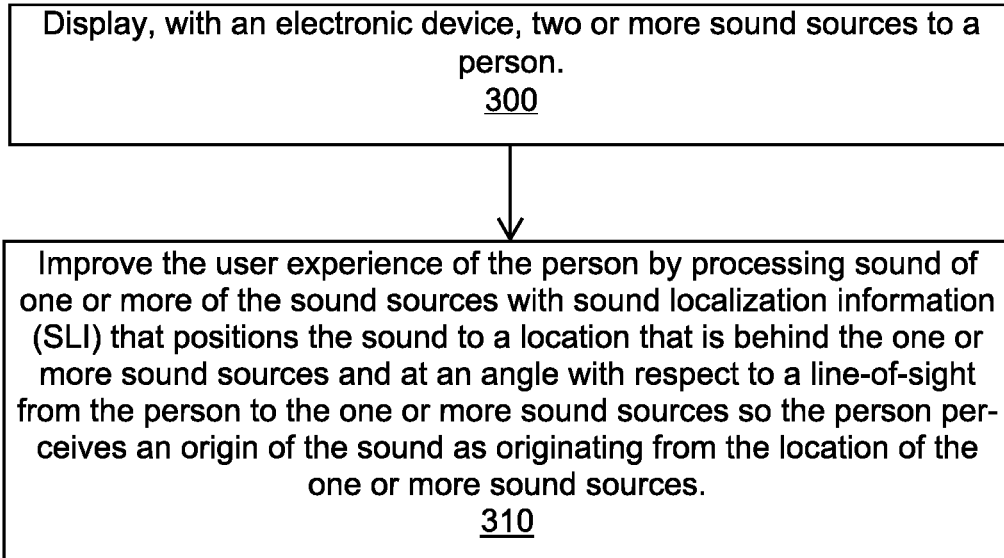 Display, with an electronic device, two or more sound sources to a
person.
300
Improve the user experience of the person by processing sound of
one or more of the sound sources with sound localization information
(SLI) that positions the sound to a location that is behind the one or
more sound sources and at an angle with respect to a line-of-sight
from the person to the one or more sound sources so the person per-
ceives an origin of the sound as originating from the location of the
one or more sound sources.
310